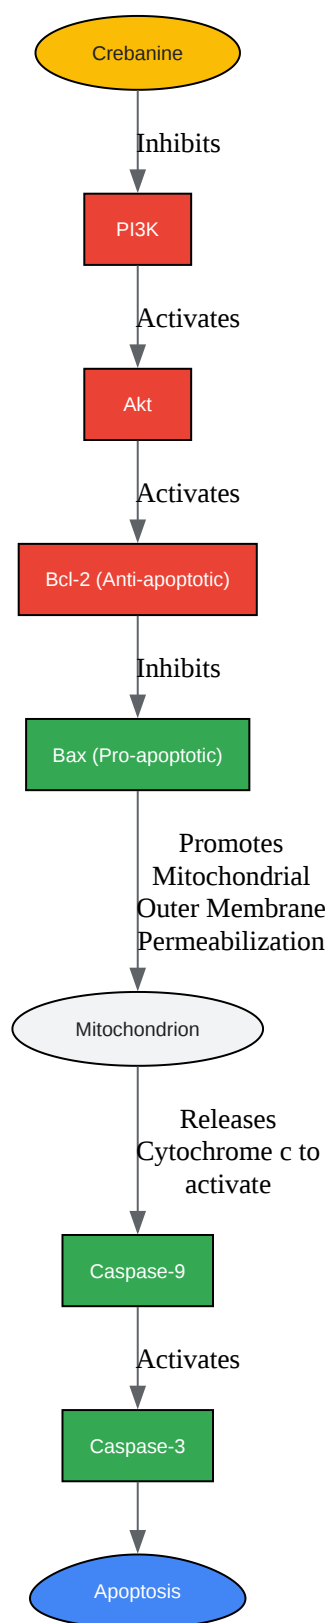 Crebanine
Inhibits
PI3K
Activates
Akt
Activates
Bcl-2 (Anti-apoptotic)
Inhibits
Bax (Pro-apoptotic)
Promotes
Mitochondrial
Outer Membrane
Permeabilization
Mitochondrion
Releases
Cytochrome c to
activate
Caspase-9
Activates
Caspase-3
Apoptosis